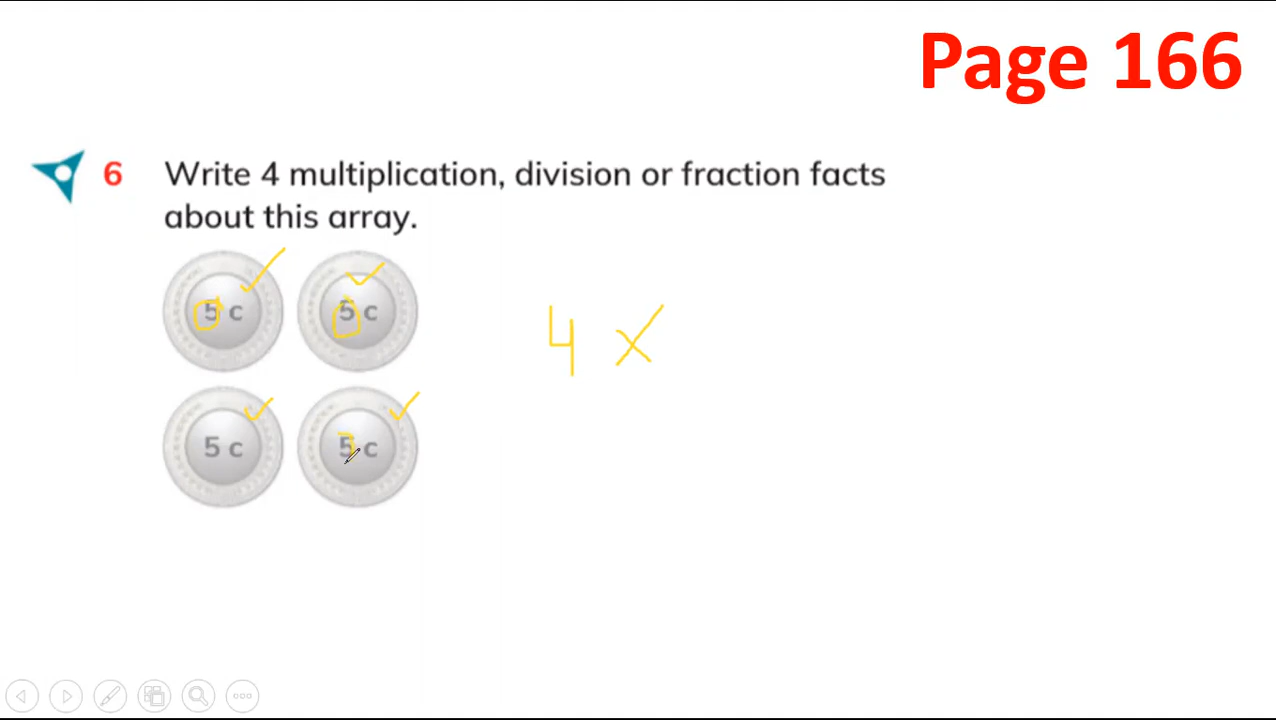 Page 166
6 Write 4 multiplication, division or fraction facts
about this array.
5 c 5 c
4 ×
5 c 5 c